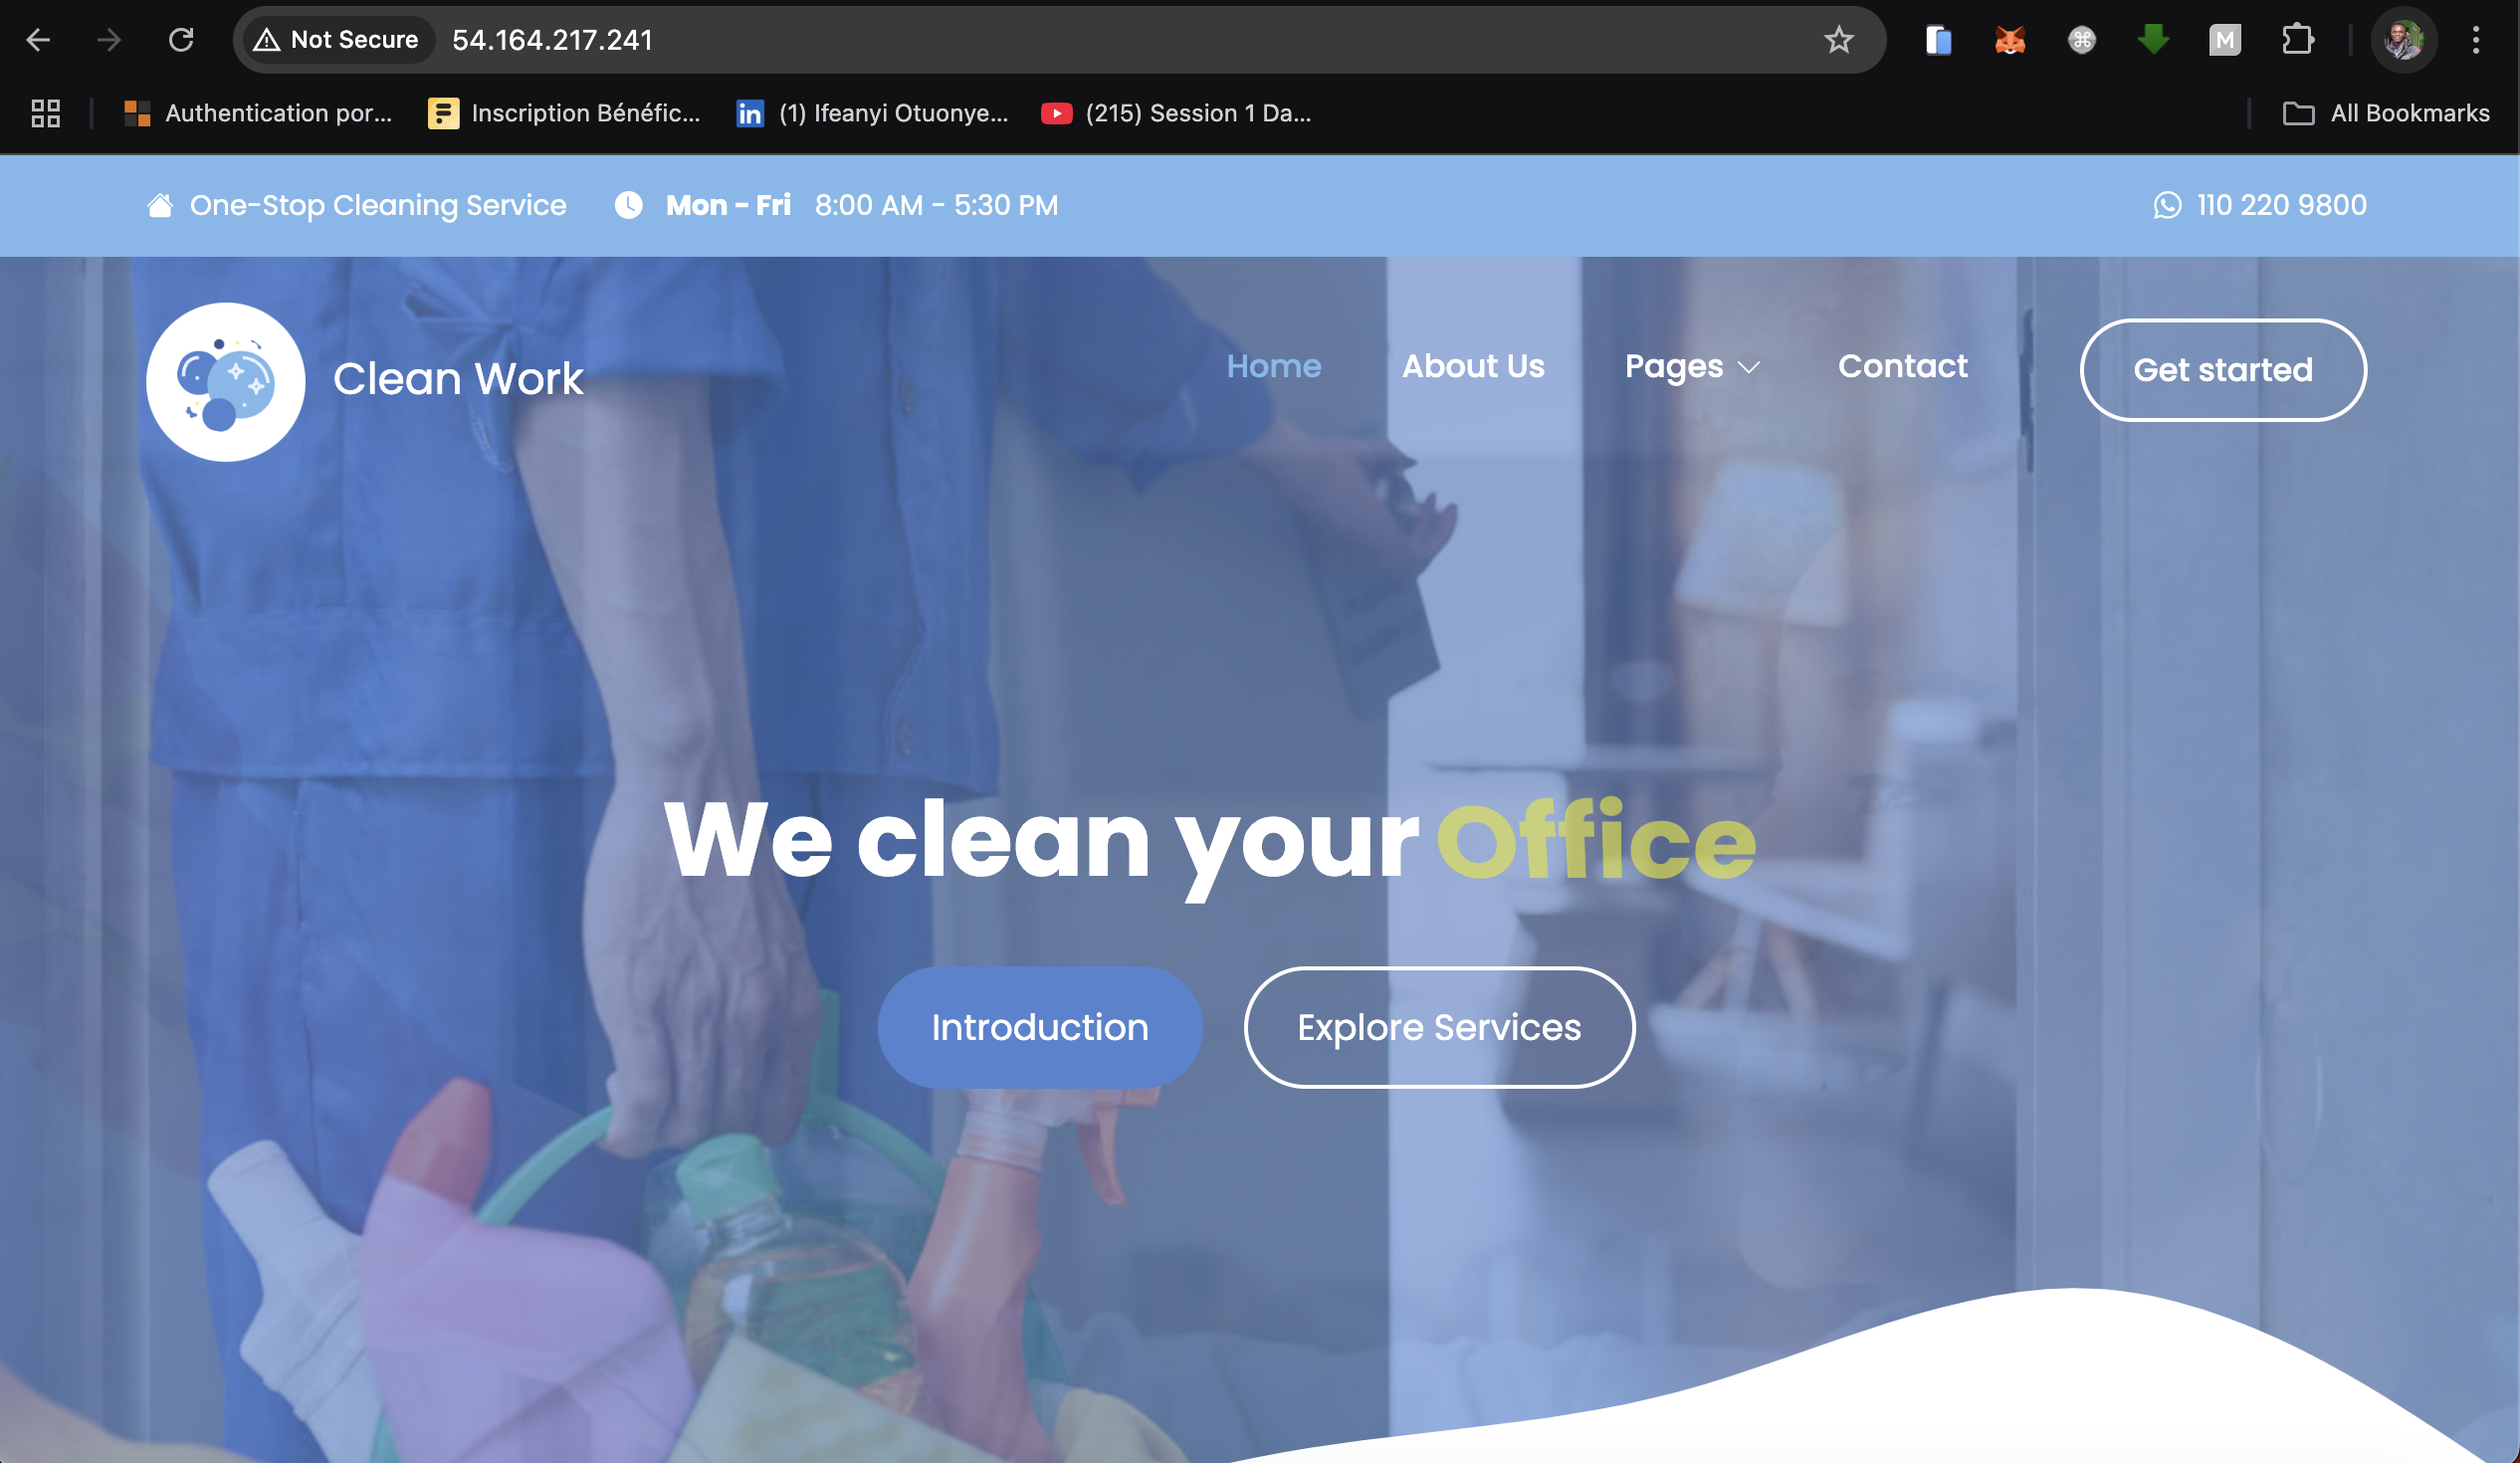 Not Secure 54.164.217.241
M
Authentication por... Inscription Bénéfic... (1) Ifeanyi Otuonye... (215) Session 1 Da... All Bookmarks
One-Stop Cleaning Service Mon - Fri 8:00 AM - 5:30 PM 110 220 9800
Clean Work Home About Us Pages Contact Get started
We clean your Office
Introduction Explore Services